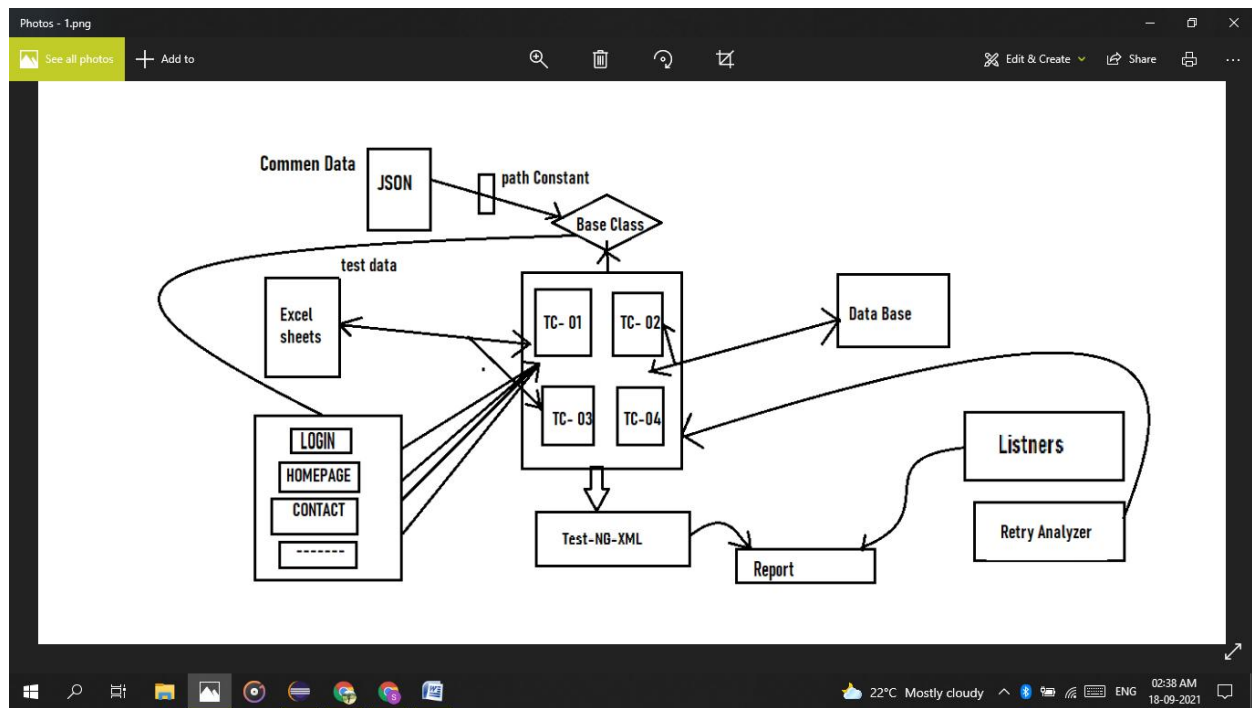 Photos - 1.png
See all photos
Add to
Edit & Create
Share
Commen Data
JSON
path Constant
Base Class
test data
Excel
sheets
TC- 01
TC- 02
Data Base
TC- 03
TC-04
LOGIN
HOMEPAGE
CONTACT
-------
Listners
Retry Analyzer
Test-NG-XML
Report
22°C Mostly cloudy
ENG
02:38 AM
18-09-2021